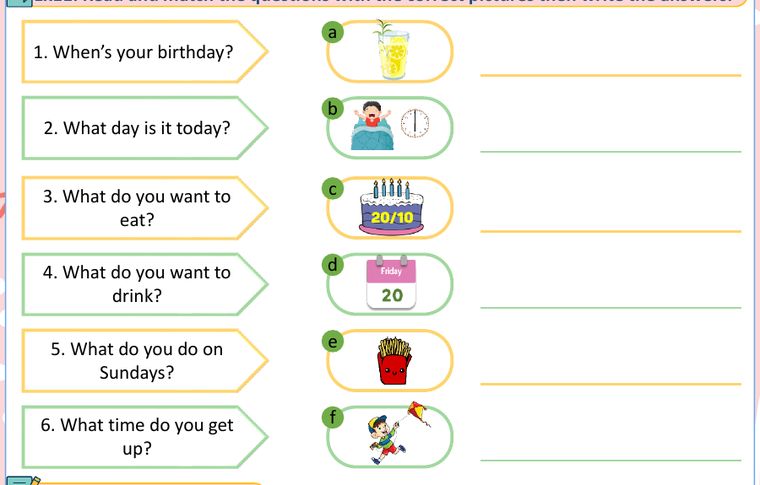 1. When's your birthday?
a
2. What day is it today?
b
3. What do you want to
eat?
c
20/10
4. What do you want to
drink?
d
Friday
20
5. What do you do on
Sundays?
e
6. What time do you get
up?
f